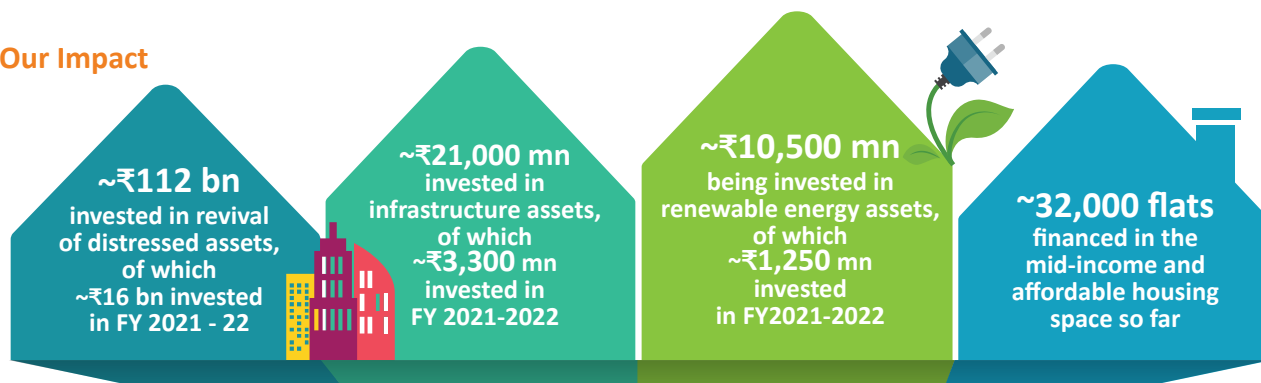 Our Impact
~₹112 bn
invested in revival
of distressed assets,
of which
~₹16 bn invested
in FY 2021 - 22
~₹21,000 mn
invested in
infrastructure assets,
of which
~₹3,300 mn
invested in
FY 2021-2022
~₹10,500 mn
being invested in
renewable energy assets,
of which
~₹1,250 mn
invested
in FY2021-2022
~32,000 flats
financed in the
mid-income and
affordable housing
space so far